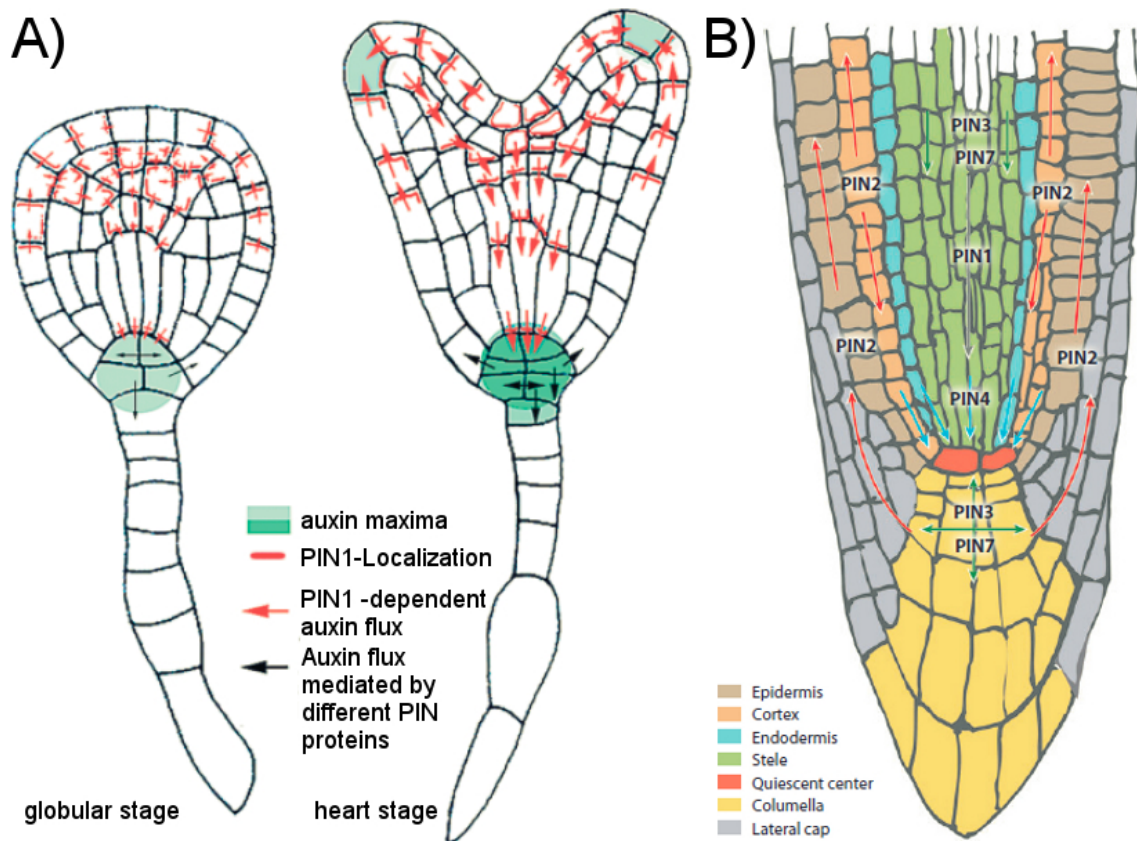 A)
globular stage
heart stage
auxin maxima
PIN1-Localization
PIN1 -dependent
auxin flux
Auxin flux
mediated by
different PIN
proteins
B)
PIN3
PIN7
PIN2
PIN2
PIN1
PIN2
PIN2
PIN4
PIN3
PIN7
Epidermis
Cortex
Endodermis
Stele
Quiescent center
Columella
Lateral cap